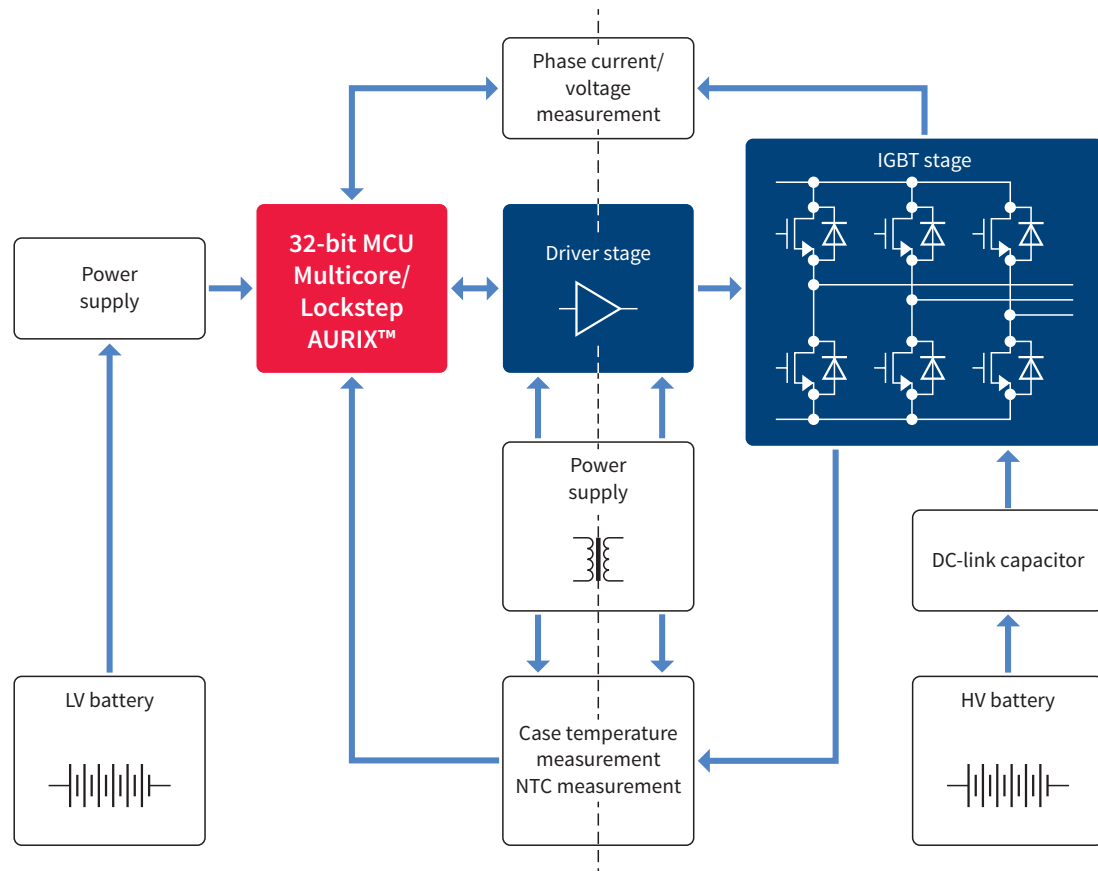 Phase current/
voltage
measurement
IGBT stage
32-bit MCU
Multicore/
Lockstep
AURIX™
Driver stage
Power
supply
Power
supply
DC-link capacitor
LV battery
Case temperature
measurement
NTC measurement
HV battery